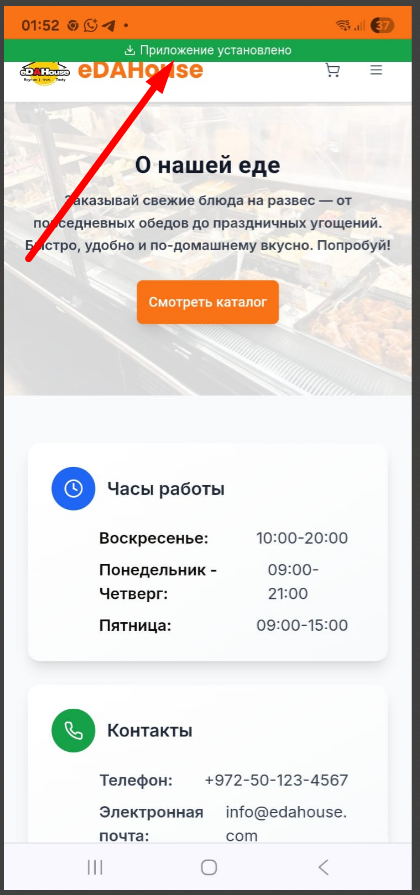 01:52
37
Приложение установлено
eDAHouse
eDAHouse
О нашей еде
Заказывай свежие блюда на развес — от
повседневных обедов до праздничных угощений.
Быстро, удобно и по-домашнему вкусно. Попробуй!
Смотреть каталог
Часы работы
Воскресенье: 10:00-20:00
Понедельник - 09:00-
Четверг: 21:00
Пятница: 09:00-15:00
Контакты
Телефон: +972-50-123-4567
Электронная info@edahouse.
почта: com